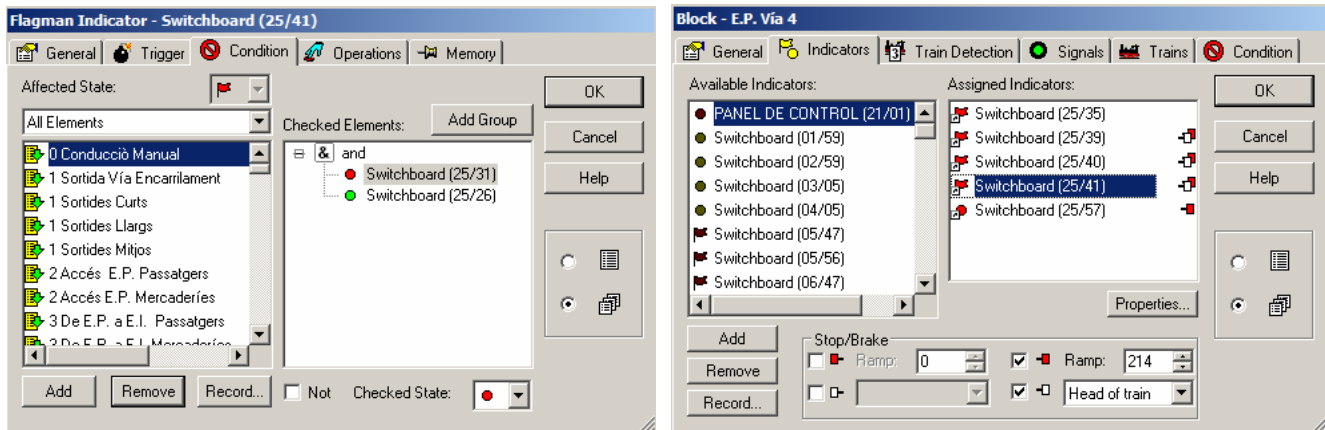 Flagman Indicator - Switchboard (25/41)
General Trigger Condition Operations Memory
Affected State:
All Elements
0 Conducciò Manual
1 Sortida Vía Encarrilament
1 Sortides Curts
1 Sortides Llargs
1 Sortides Mitjos
2 Accés E.P. Passatgers
2 Accés E.P. Mercaderíes
3 De E.P. a E.I. Passatgers
3 De E.P. a E.I. Mercaderíes
Add Remove Record...
Checked Elements: Add Group
& and
Switchboard (25/31)
Switchboard (25/26)
Not Checked State:
OK
Cancel
Help
Block - E.P. Vía 4
General Indicators Train Detection Signals Trains Condition
Available Indicators:
PANEL DE CONTROL (21/01)
Switchboard (01/59)
Switchboard (02/59)
Switchboard (03/05)
Switchboard (04/05)
Switchboard (05/47)
Switchboard (05/56)
Switchboard (06/47)
Assigned Indicators:
Switchboard (25/35)
Switchboard (25/39)
Switchboard (25/40)
Switchboard (25/41)
Switchboard (25/57)
Properties...
OK
Cancel
Help
Add
Remove
Record...
Stop/Brake
Ramp: 0 Ramp: 214
Head of train